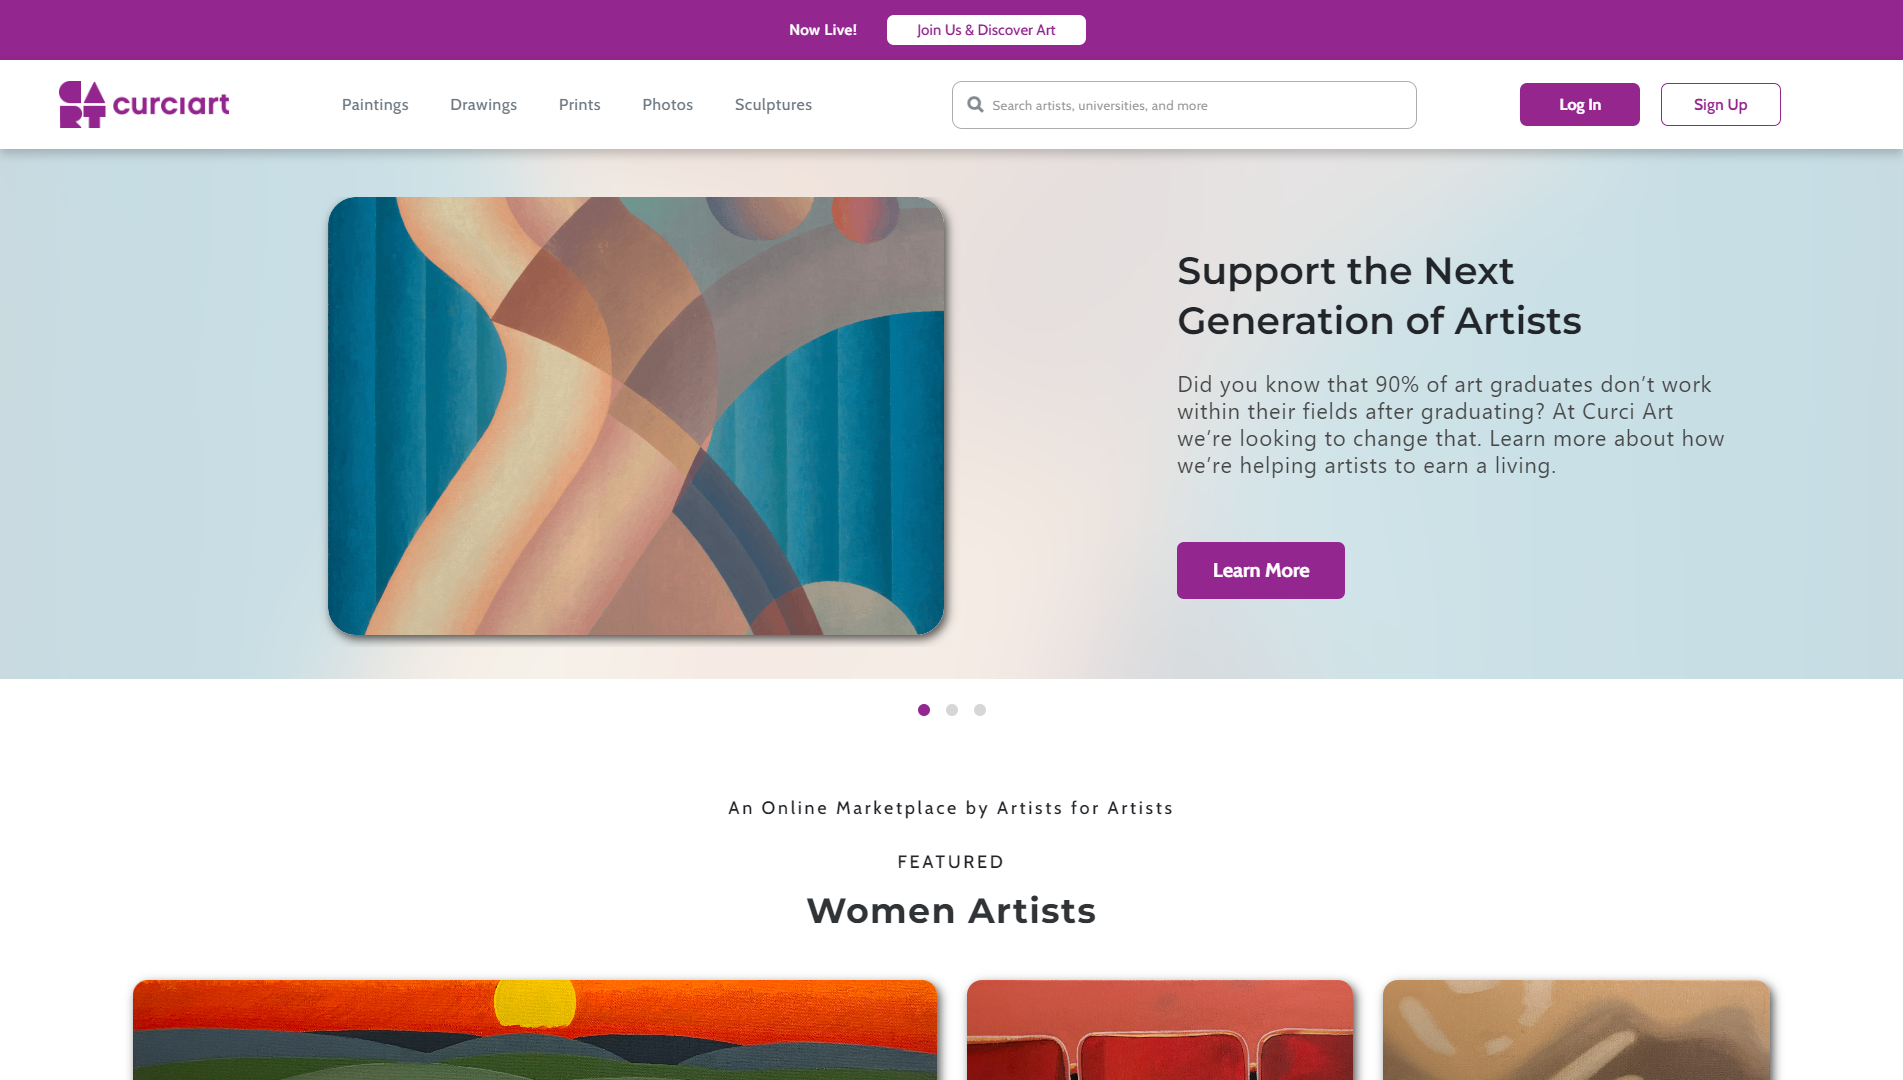 Now Live!
Join Us & Discover Art
CA
RT
curciart
Paintings
Drawings
Prints
Photos
Sculptures
Search artists, universities, and more
Log In
Sign Up
Support the Next
Generation of Artists
Did you know that 90% of art graduates don’t work
within their fields after graduating? At Curci Art
we’re looking to change that. Learn more about how
we’re helping artists to earn a living.
Learn More
An Online Marketplace by Artists for Artists
FEATURED
Women Artists